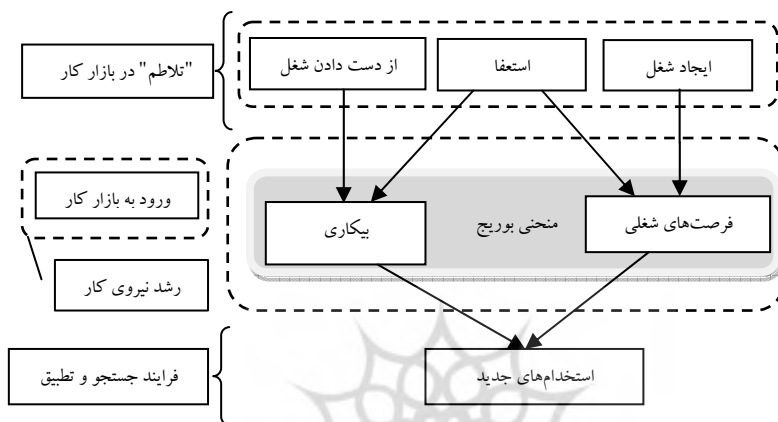 ایجاد شغل
استعفا
از دست دادن شغل
"تلاطم" در بازار کار
فرصت‌های شغلی
منحنی بوریج
بیکاری
ورود به بازار کار
رشد نیروی کار
استخدام‌های جدید
فرایند جستجو و تطبیق